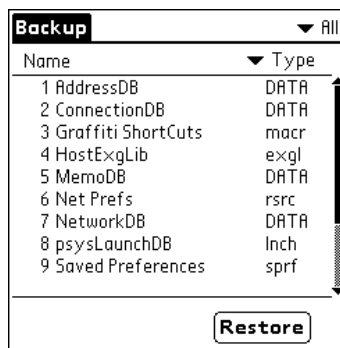 Backup All
Name Type
1 AddressDB DATA
2 ConnectionDB DATA
3 Graffiti ShortCuts macr
4 HostExgLib exgl
5 MemoDB DATA
6 Net Prefs rsrc
7 NetworkDB DATA
8 psysLaunchDB lnch
9 Saved Preferences sprf
Restore